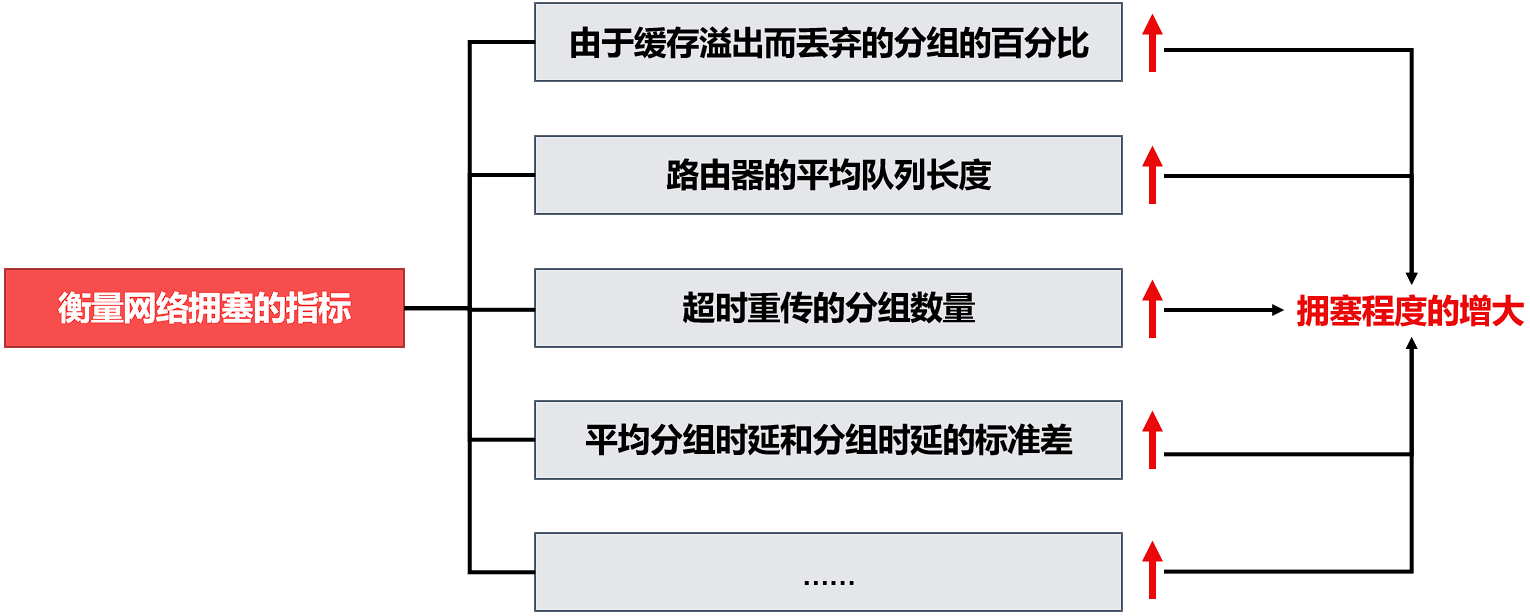 由于缓存溢出而丢弃的分组的百分比
路由器的平均队列长度
衡量网络拥塞的指标
超时重传的分组数量
拥塞程度的增大
平均分组时延和分组时延的标准差
……